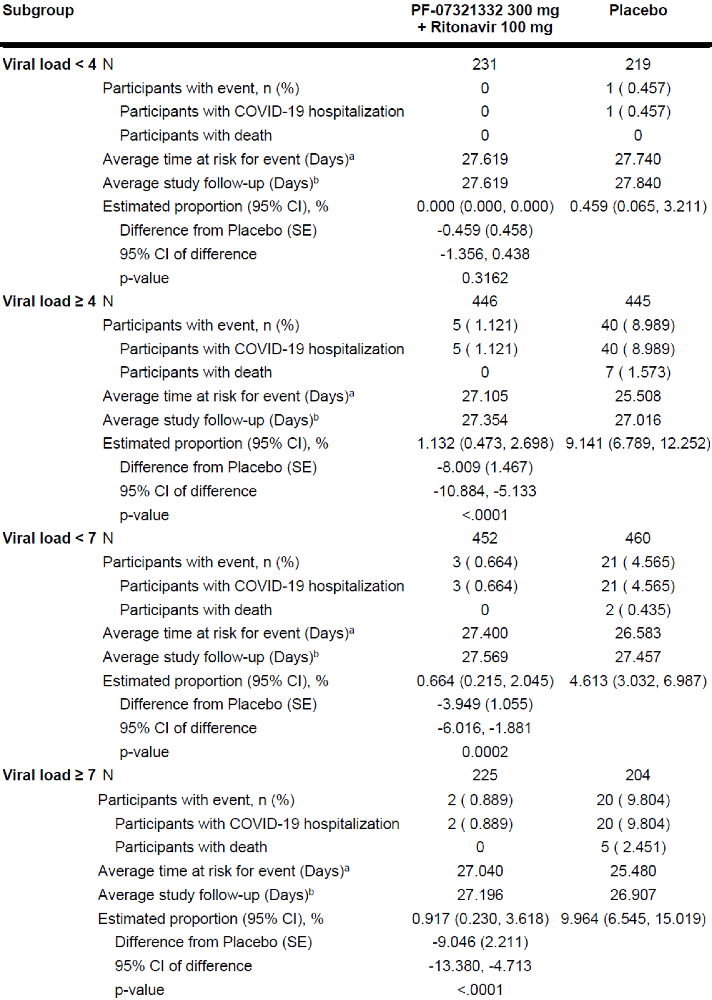 Subgroup PF-07321332 300 mg + Ritonavir 100 mg Placebo
Viral load < 4 N 231 219
Participants with event, n (%) 0 1 ( 0.457)
Participants with COVID-19 hospitalization 0 1 ( 0.457)
Participants with death 0 0
Average time at risk for event (Days)a 27.619 27.740
Average study follow-up (Days)b 27.619 27.840
Estimated proportion (95% CI), % 0.000 (0.000, 0.000) 0.459 (0.065, 3.211)
Difference from Placebo (SE) -0.459 (0.458)
95% CI of difference -1.356, 0.438
p-value 0.3162
Viral load ≥ 4 N 446 445
Participants with event, n (%) 5 ( 1.121) 40 ( 8.989)
Participants with COVID-19 hospitalization 5 ( 1.121) 40 ( 8.989)
Participants with death 0 7 ( 1.573)
Average time at risk for event (Days)a 27.105 25.508
Average study follow-up (Days)b 27.354 27.016
Estimated proportion (95% CI), % 1.132 (0.473, 2.698) 9.141 (6.789, 12.252)
Difference from Placebo (SE) -8.009 (1.467)
95% CI of difference -10.884, -5.133
p-value <.0001
Viral load < 7 N 452 460
Participants with event, n (%) 3 ( 0.664) 21 ( 4.565)
Participants with COVID-19 hospitalization 3 ( 0.664) 21 ( 4.565)
Participants with death 0 2 ( 0.435)
Average time at risk for event (Days)a 27.400 26.583
Average study follow-up (Days)b 27.569 27.457
Estimated proportion (95% CI), % 0.664 (0.215, 2.045) 4.613 (3.032, 6.987)
Difference from Placebo (SE) -3.949 (1.055)
95% CI of difference -6.016, -1.881
p-value 0.0002
Viral load ≥ 7 N 225 204
Participants with event, n (%) 2 ( 0.889) 20 ( 9.804)
Participants with COVID-19 hospitalization 2 ( 0.889) 20 ( 9.804)
Participants with death 0 5 ( 2.451)
Average time at risk for event (Days)a 27.040 25.480
Average study follow-up (Days)b 27.196 26.907
Estimated proportion (95% CI), % 0.917 (0.230, 3.618) 9.964 (6.545, 15.019)
Difference from Placebo (SE) -9.046 (2.211)
95% CI of difference -13.380, -4.713
p-value <.0001